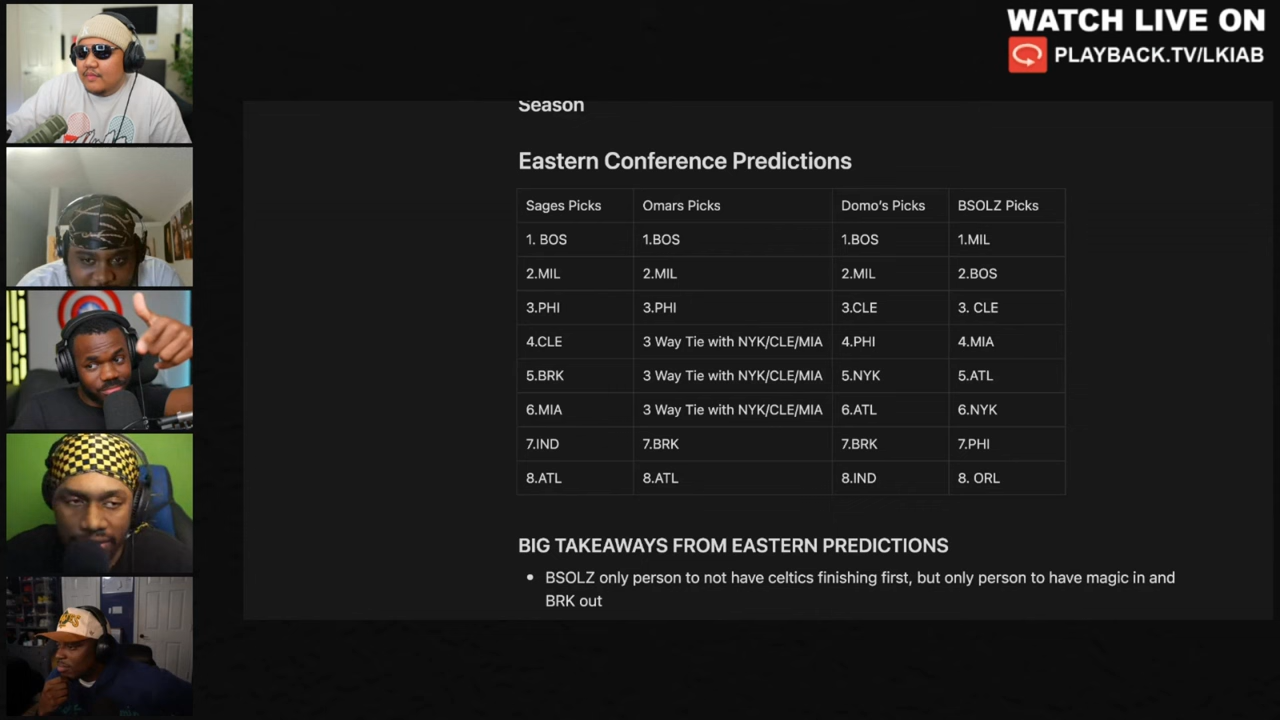 WATCH LIVE ON
PLAYBACK.TV/LKIAB
Season
Eastern Conference Predictions
Sages Picks Omars Picks Domo’s Picks BSOLZ Picks
1. BOS 1.BOS 1.BOS 1.MIL
2.MIL 2.MIL 2.MIL 2.BOS
3.PHI 3.PHI 3.CLE 3. CLE
4.CLE 3 Way Tie with NYK/CLE/MIA 4.PHI 4.MIA
5.BRK 3 Way Tie with NYK/CLE/MIA 5.NYK 5.ATL
6.MIA 3 Way Tie with NYK/CLE/MIA 6.ATL 6.NYK
7.IND 7.BRK 7.BRK 7.PHI
8.ATL 8.ATL 8.IND 8. ORL
BIG TAKEAWAYS FROM EASTERN PREDICTIONS
• BSOLZ only person to not have celtics finishing first, but only person to have magic in and
BRK out